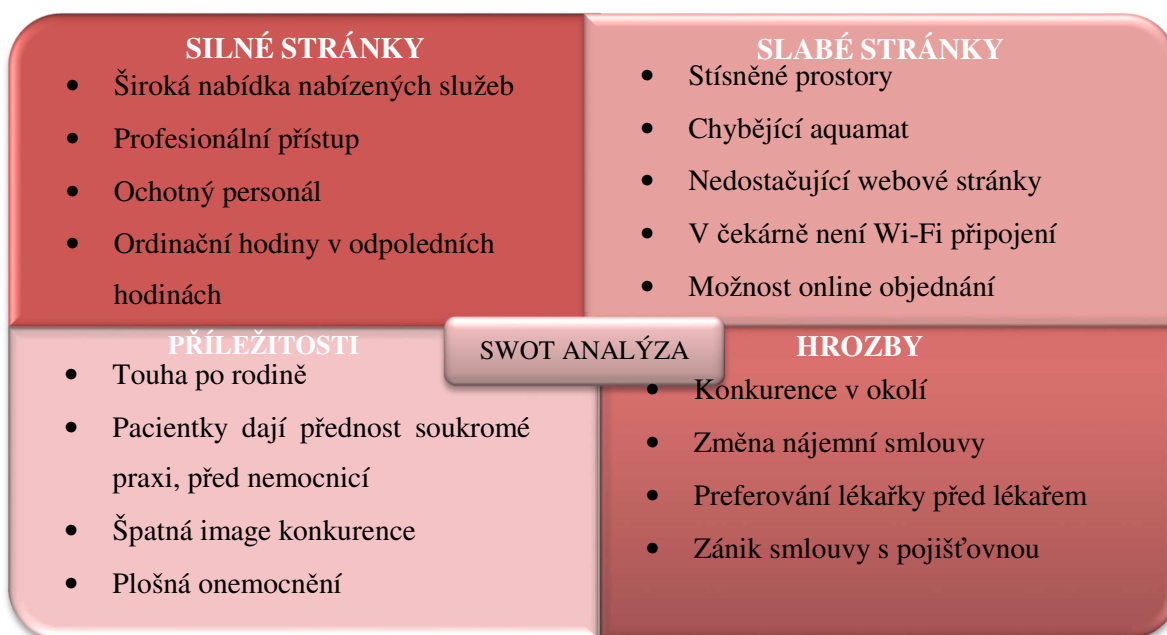 SILNÉ STRÁNKY
• Široká nabídka nabízených služeb
• Profesionální přístup
• Ochotný personál
• Ordinační hodiny v odpoledních
hodinách
SLABÉ STRÁNKY
• Stísněné prostory
• Chybějící aquamat
• Nedostačující webové stránky
• V čekárně není Wi-Fi připojení
• Možnost online objednání
SWOT ANALÝZA
PŘÍLEŽITOSTI
• Touha po rodině
• Pacientky dají přednost soukromé
praxi, před nemocnicí
• Špatná image konkurence
• Plošná onemocnění
HROZBY
• Konkurence v okolí
• Změna nájemní smlouvy
• Preferování lékařky před lékařem
• Zánik smlouvy s pojišťovnou